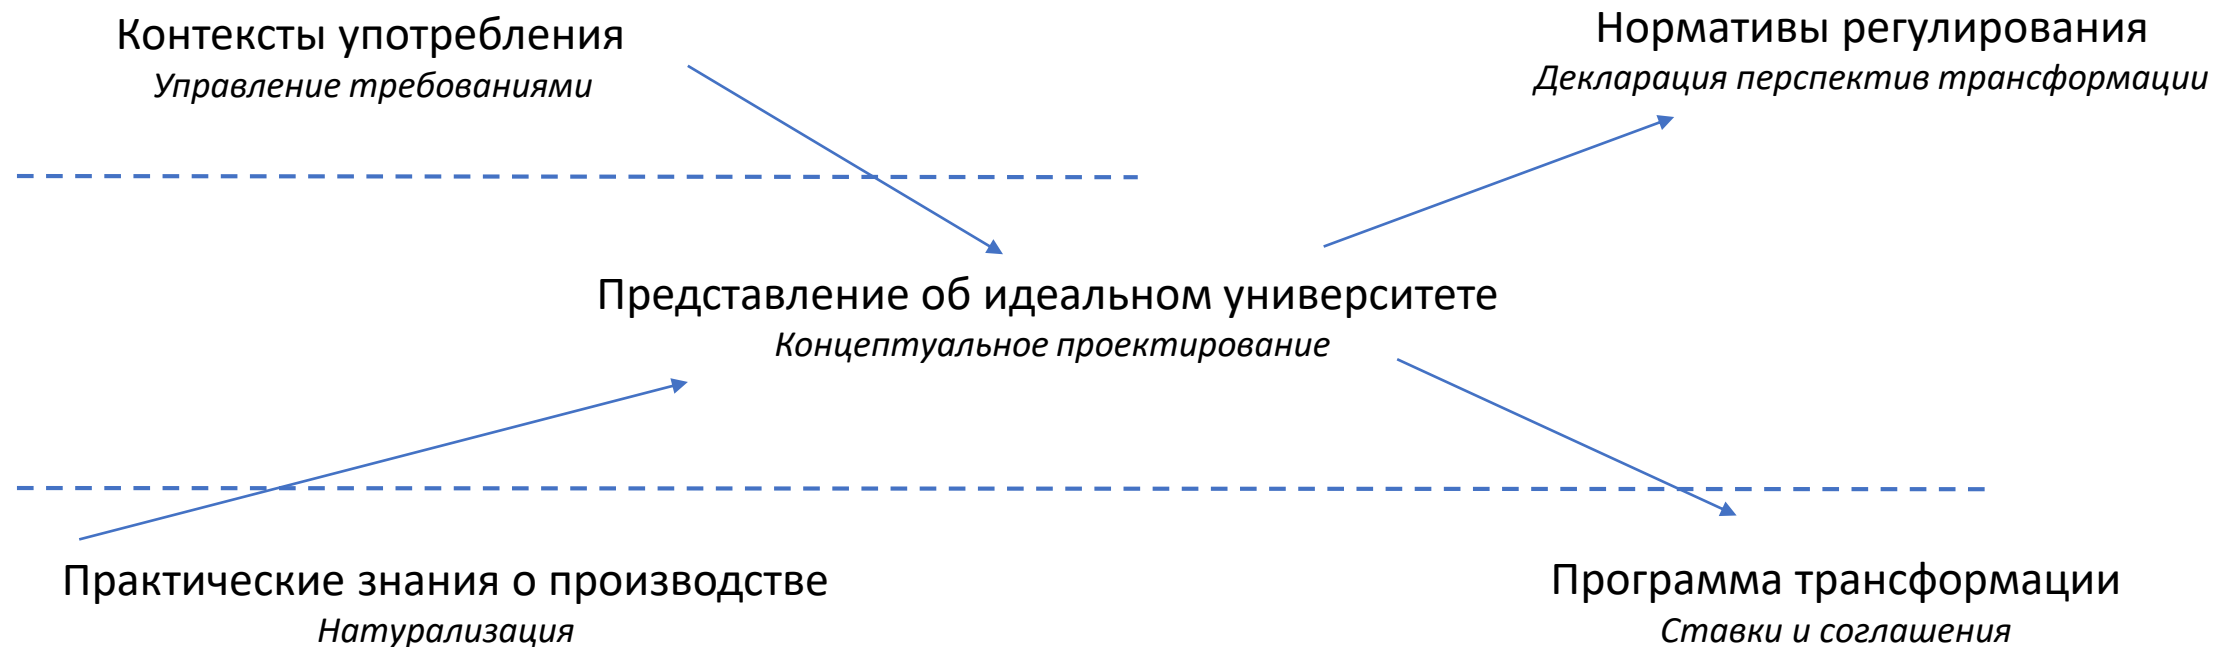 Контексты употребления
Управление требованиями
Нормативы регулирования
Декларация перспектив трансформации
Представление об идеальном университете
Концептуальное проектирование
Практические знания о производстве
Натурализация
Программа трансформации
Ставки и соглашения